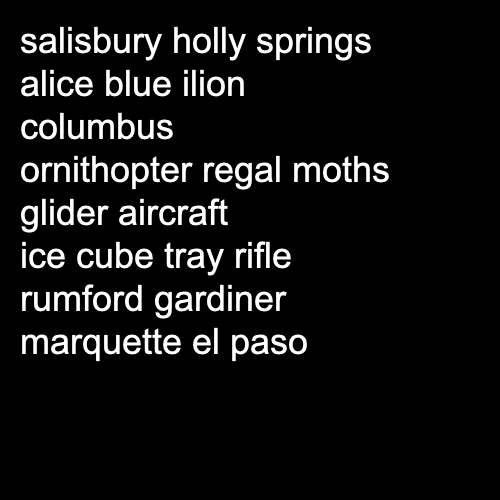 salisbury holly springs
alice blue ilion
columbus
ornithopter regal moths
glider aircraft
ice cube tray rifle
rumford gardiner
marquette el paso